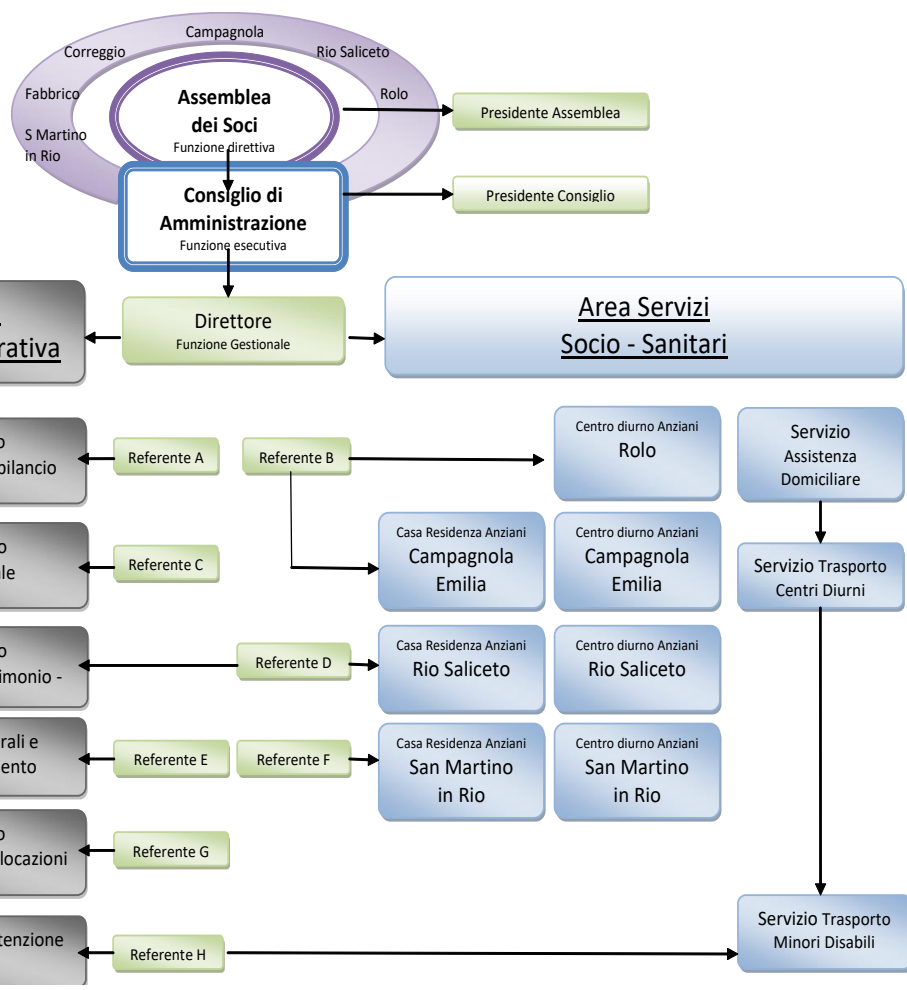 Campagnola
Correggio
Rio Saliceto
Fabbrico
Rolo
S Martino
in Rio
Assemblea
dei Soci
Funzione direttiva
Presidente Assemblea
Consiglio di
Amministrazione
Funzione esecutiva
Presidente Consiglio
rativa
Direttore
Funzione Gestionale
Area Servizi
Socio - Sanitari
bilancio
Referente A
Referente B
Centro diurno Anziani
Rolo
Servizio
Assistenza
Domiciliare
Referente C
Casa Residenza Anziani
Campagnola
Emilia
Centro diurno Anziani
Campagnola
Emilia
Servizio Trasporto
Centri Diurni
imonio -
Referente D
Casa Residenza Anziani
Rio Saliceto
Centro diurno Anziani
Rio Saliceto
rali e
ento
Referente E
Referente F
Casa Residenza Anziani
San Martino
in Rio
Centro diurno Anziani
San Martino
in Rio
locazioni
Referente G
tenzione
Referente H
Servizio Trasporto
Minori Disabili